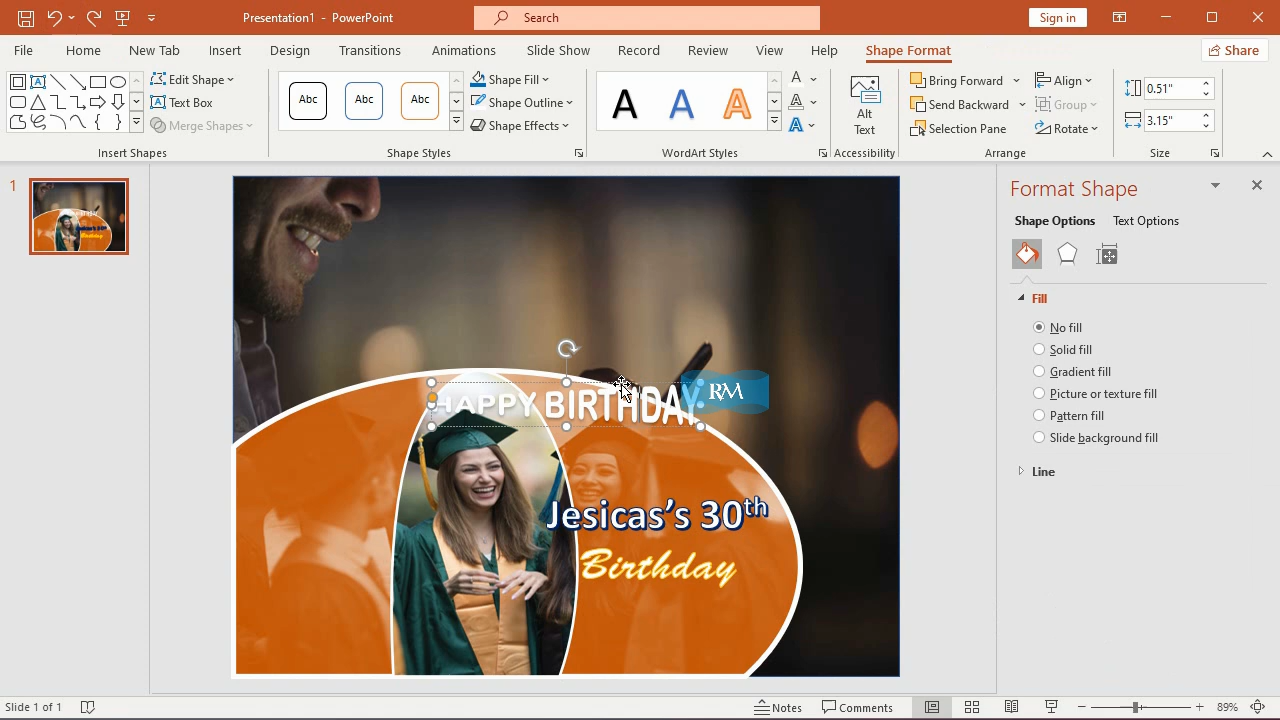 Presentation1 - PowerPoint
Search
Sign in
File Home New Tab Insert Design Transitions Animations Slide Show Record Review View Help Shape Format
Share
Edit Shape
Text Box
Merge Shapes
Insert Shapes
Abc Abc Abc
Shape Fill
Shape Outline
Shape Effects
Shape Styles
A A A
A
A
A
WordArt Styles
Alt
Text
Accessibility
Bring Forward
Send Backward
Selection Pane
Align
Group
Rotate
Arrange
0.51"
3.15"
Size
1
HAPPY BIRTHDAY
RM
Jesicas's 30th
Birthday
Format Shape
Shape Options Text Options
Fill
No fill
Solid fill
Gradient fill
Picture or texture fill
Pattern fill
Slide background fill
Line
Slide 1 of 1
Notes
Comments
89%